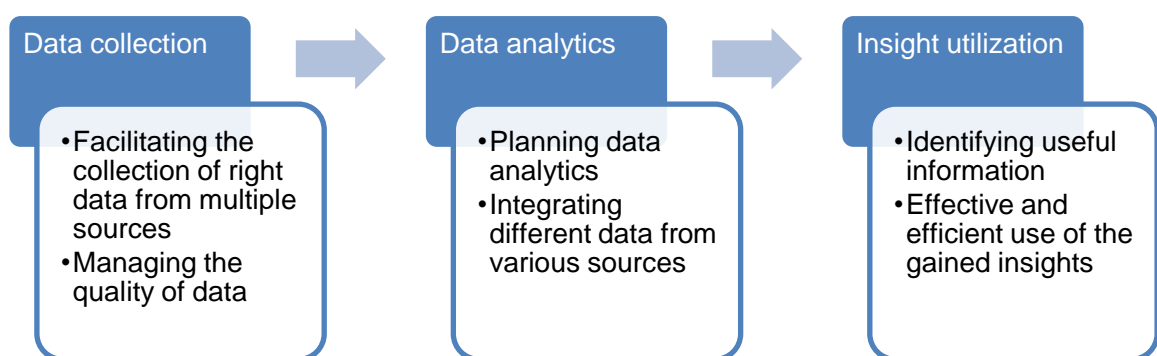 Data collection
•Facilitating the
collection of right
data from multiple
sources
•Managing the
quality of data
Data analytics
•Planning data
analytics
•Integrating
different data from
various sources
Insight utilization
•Identifying useful
information
•Effective and
efficient use of the
gained insights